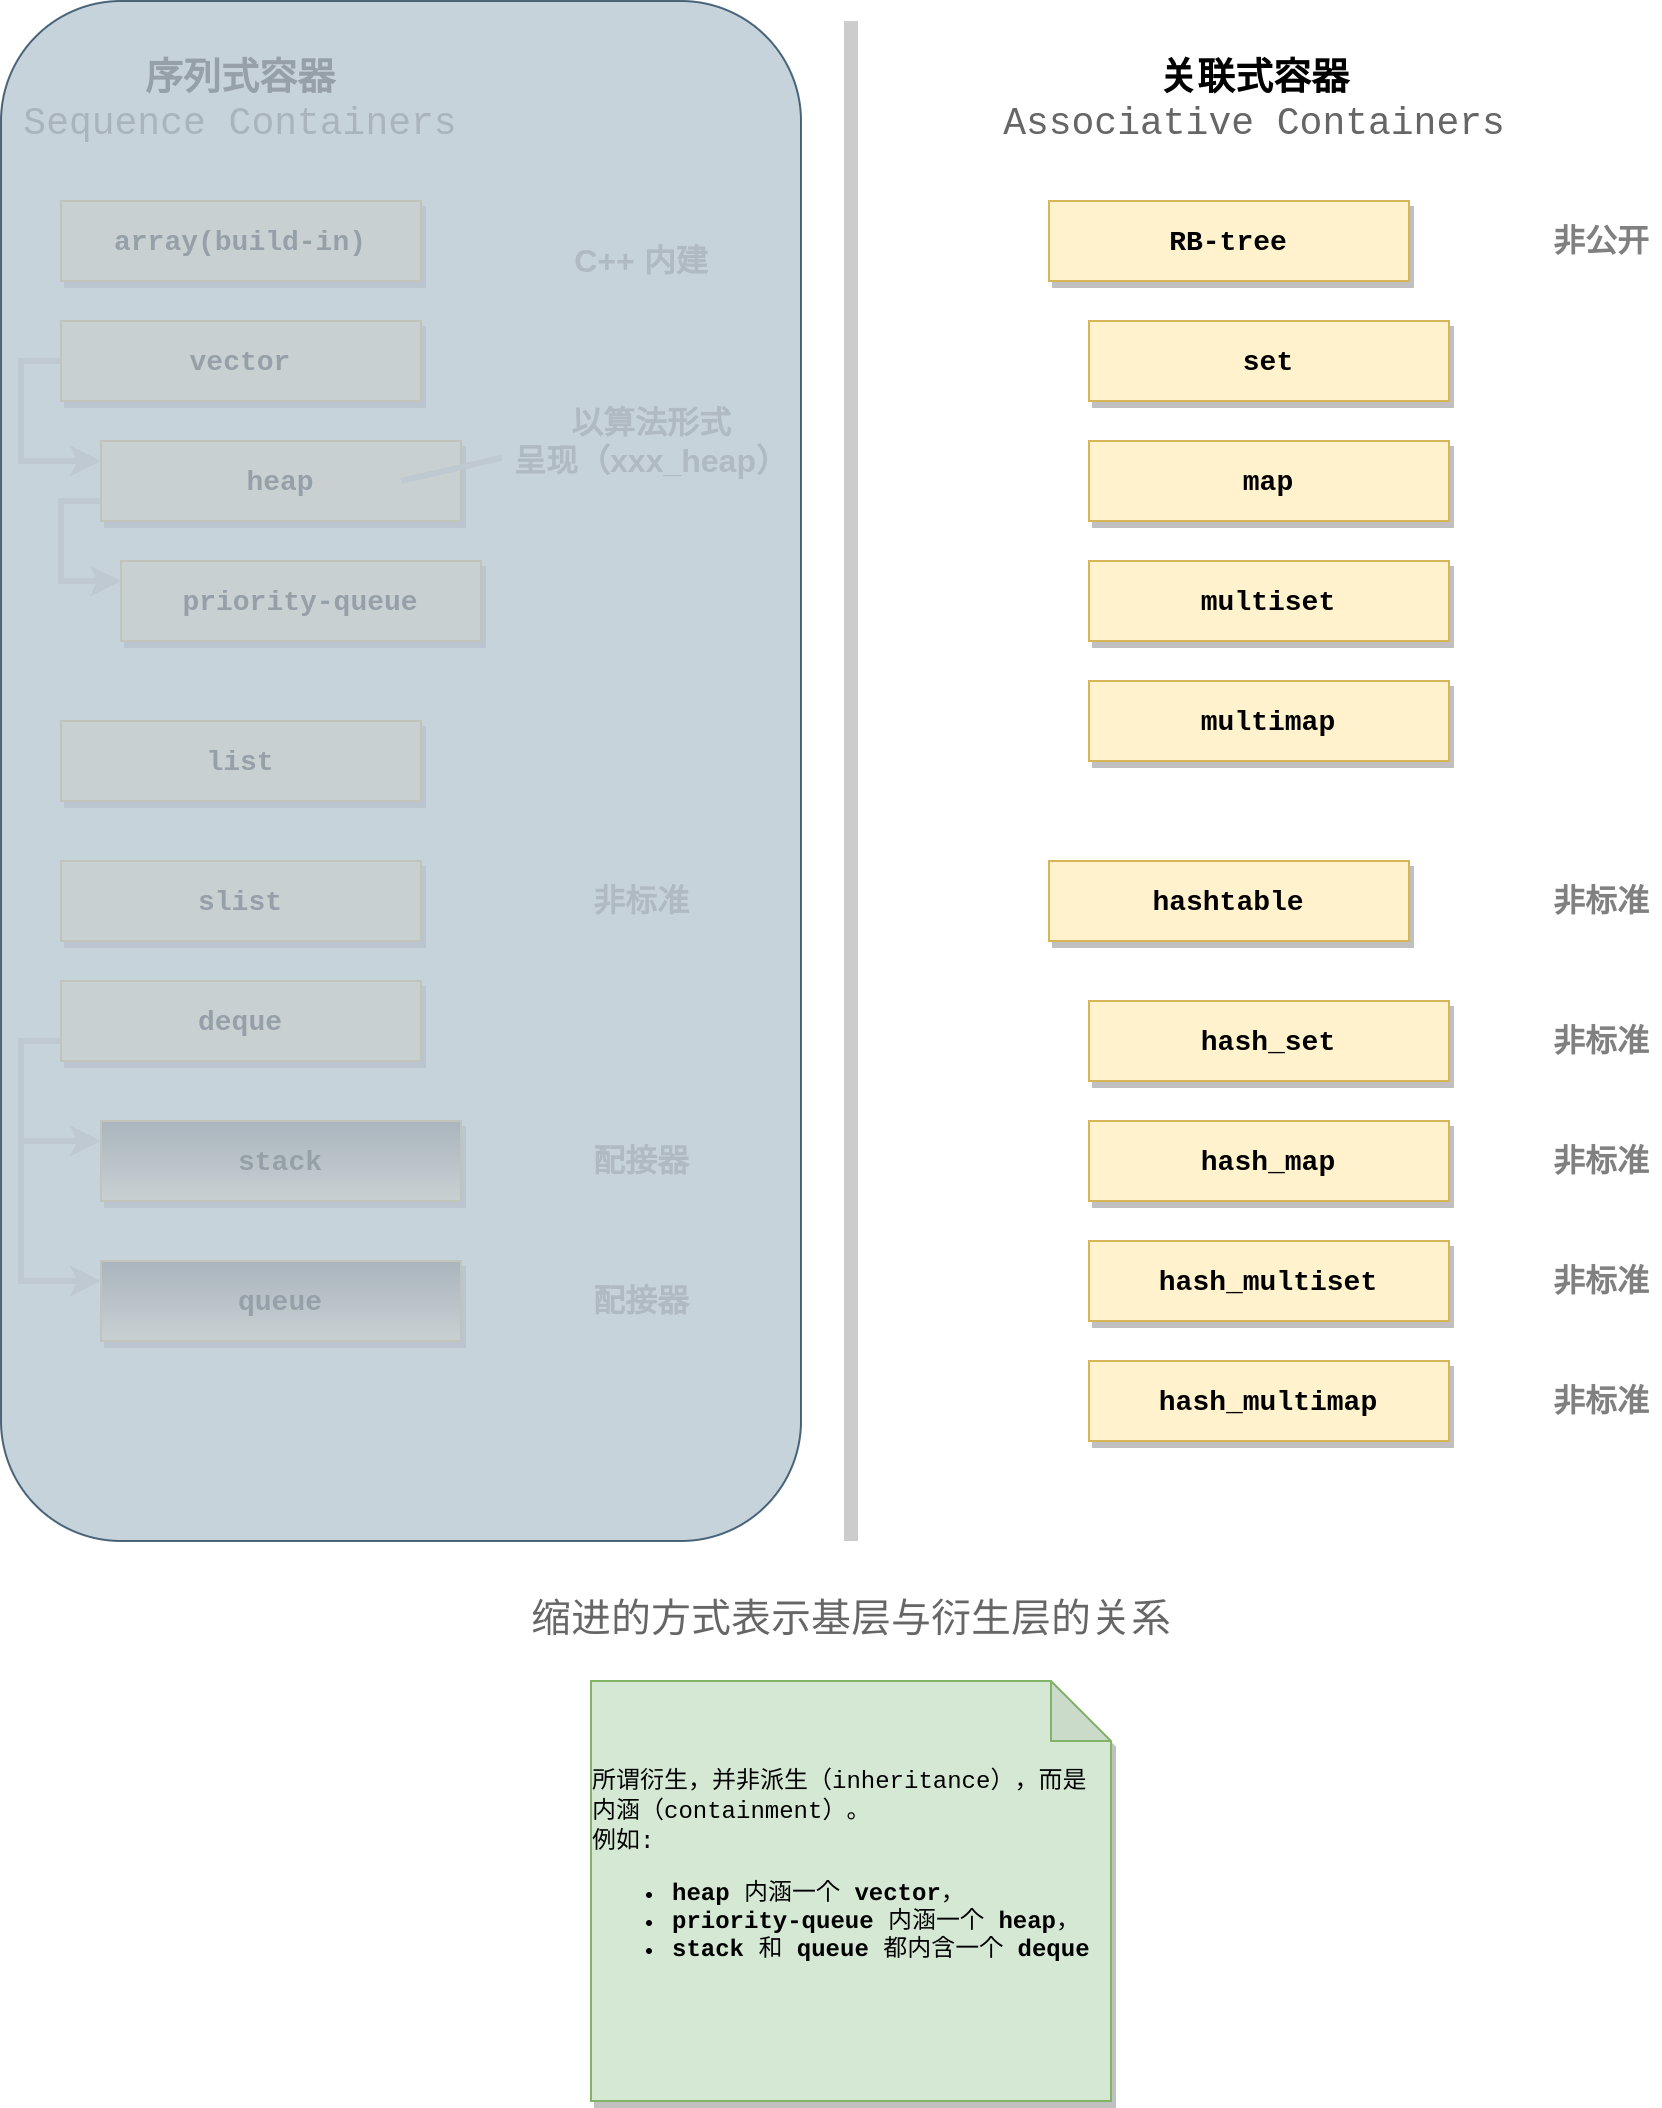 序列式容器
Sequence Containers
array(build-in)
C++ 内建
vector
以算法形式
呈现（xxx_heap）
heap
priority-queue
list
slist
非标准
deque
stack
配接器
queue
配接器
关联式容器
Associative Containers
RB-tree
非公开
set
map
multiset
multimap
hashtable
非标准
hash_set
非标准
hash_map
非标准
hash_multiset
非标准
hash_multimap
非标准
缩进的方式表示基层与衍生层的关系
所谓衍生，并非派生（inheritance），而是
内涵（containment）。
例如：
• heap 内涵一个 vector，
• priority-queue 内涵一个 heap，
• stack 和 queue 都内含一个 deque